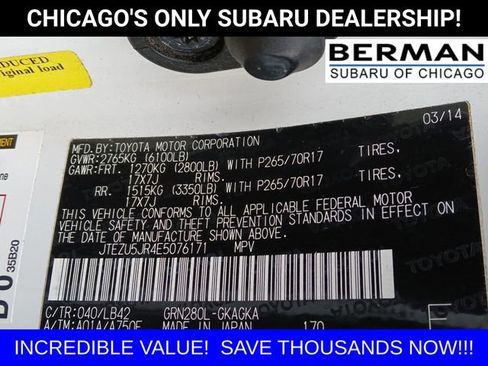 CHICAGO'S ONLY SUBARU DEALERSHIP!
BERMAN
SUBARU OF CHICAGO
DUCED
original load
03/14
MFD. BY: TOYOTA MOTOR CORPORATION
GVWR: 2765KG (6100LB)
GAWR: FRT. 1270KG (2800LB) WITH P265/70R17 TIRES,
17X7J RIMS.
RR. 1515KG (3350LB) WITH P265/70R17 TIRES,
17X7J RIMS.
THIS VEHICLE CONFORMS TO ALL APPLICABLE FEDERAL MOTOR
VEHICLE SAFETY AND THEFT PREVENTION STANDARDS IN EFFECT ON
THE DATE OF MANUFACTURE SHOWN ABOVE.
JTEZU5JR4E5076171 MPV
35B20
C/TR: 040/LB42 GRN280L-GKAGKA
A/TM: A01A/A750F MADE IN JAPAN 170
INCREDIBLE VALUE! SAVE THOUSANDS NOW!!!